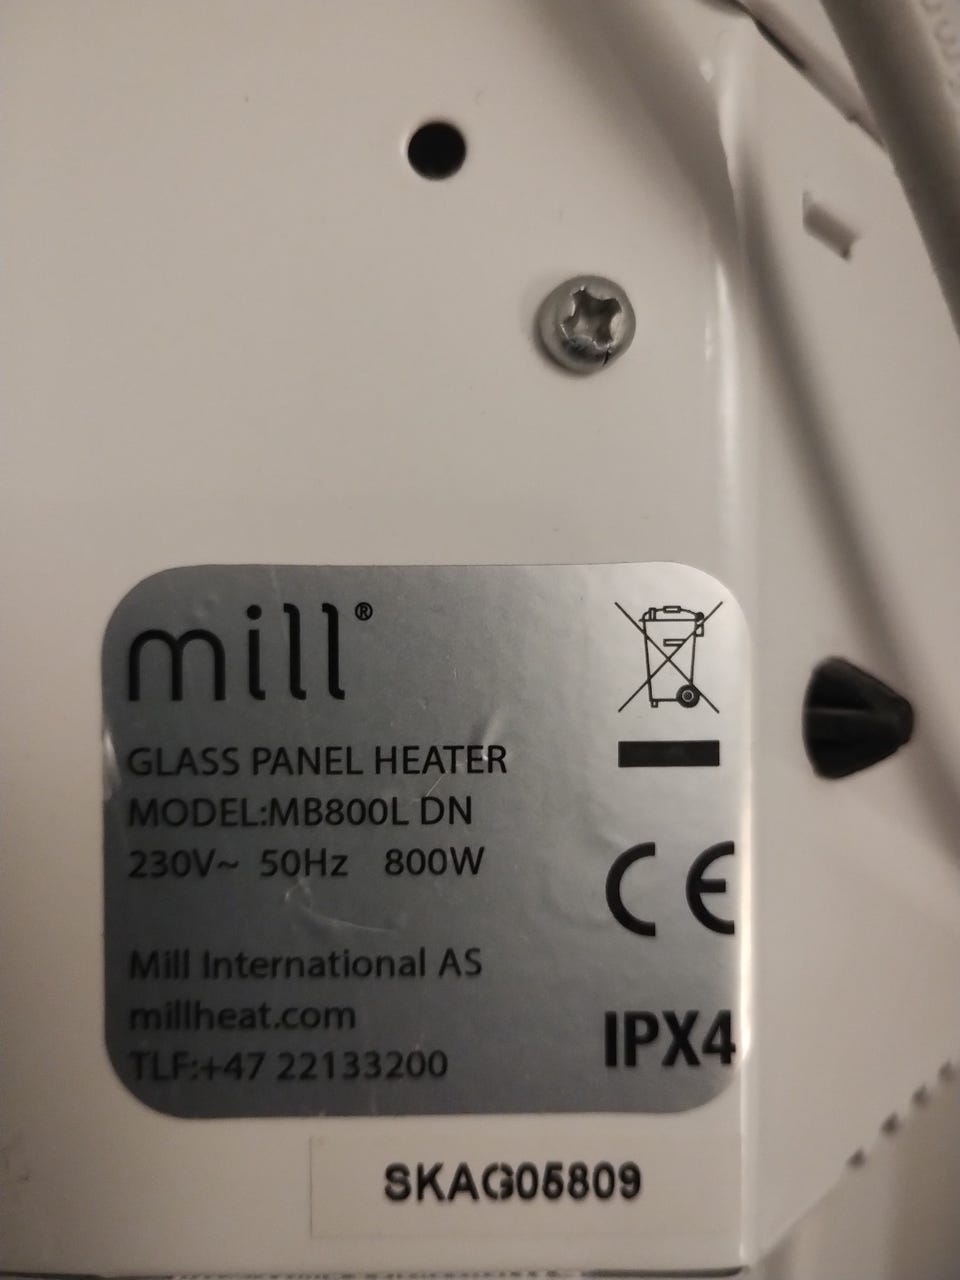 mill®
GLASS PANEL HEATER
MODEL:MB800L DN
230V~ 50Hz 800W
Mill International AS
millheat.com
TLF:+47 22133200
CE
IPX4
SKAG05809